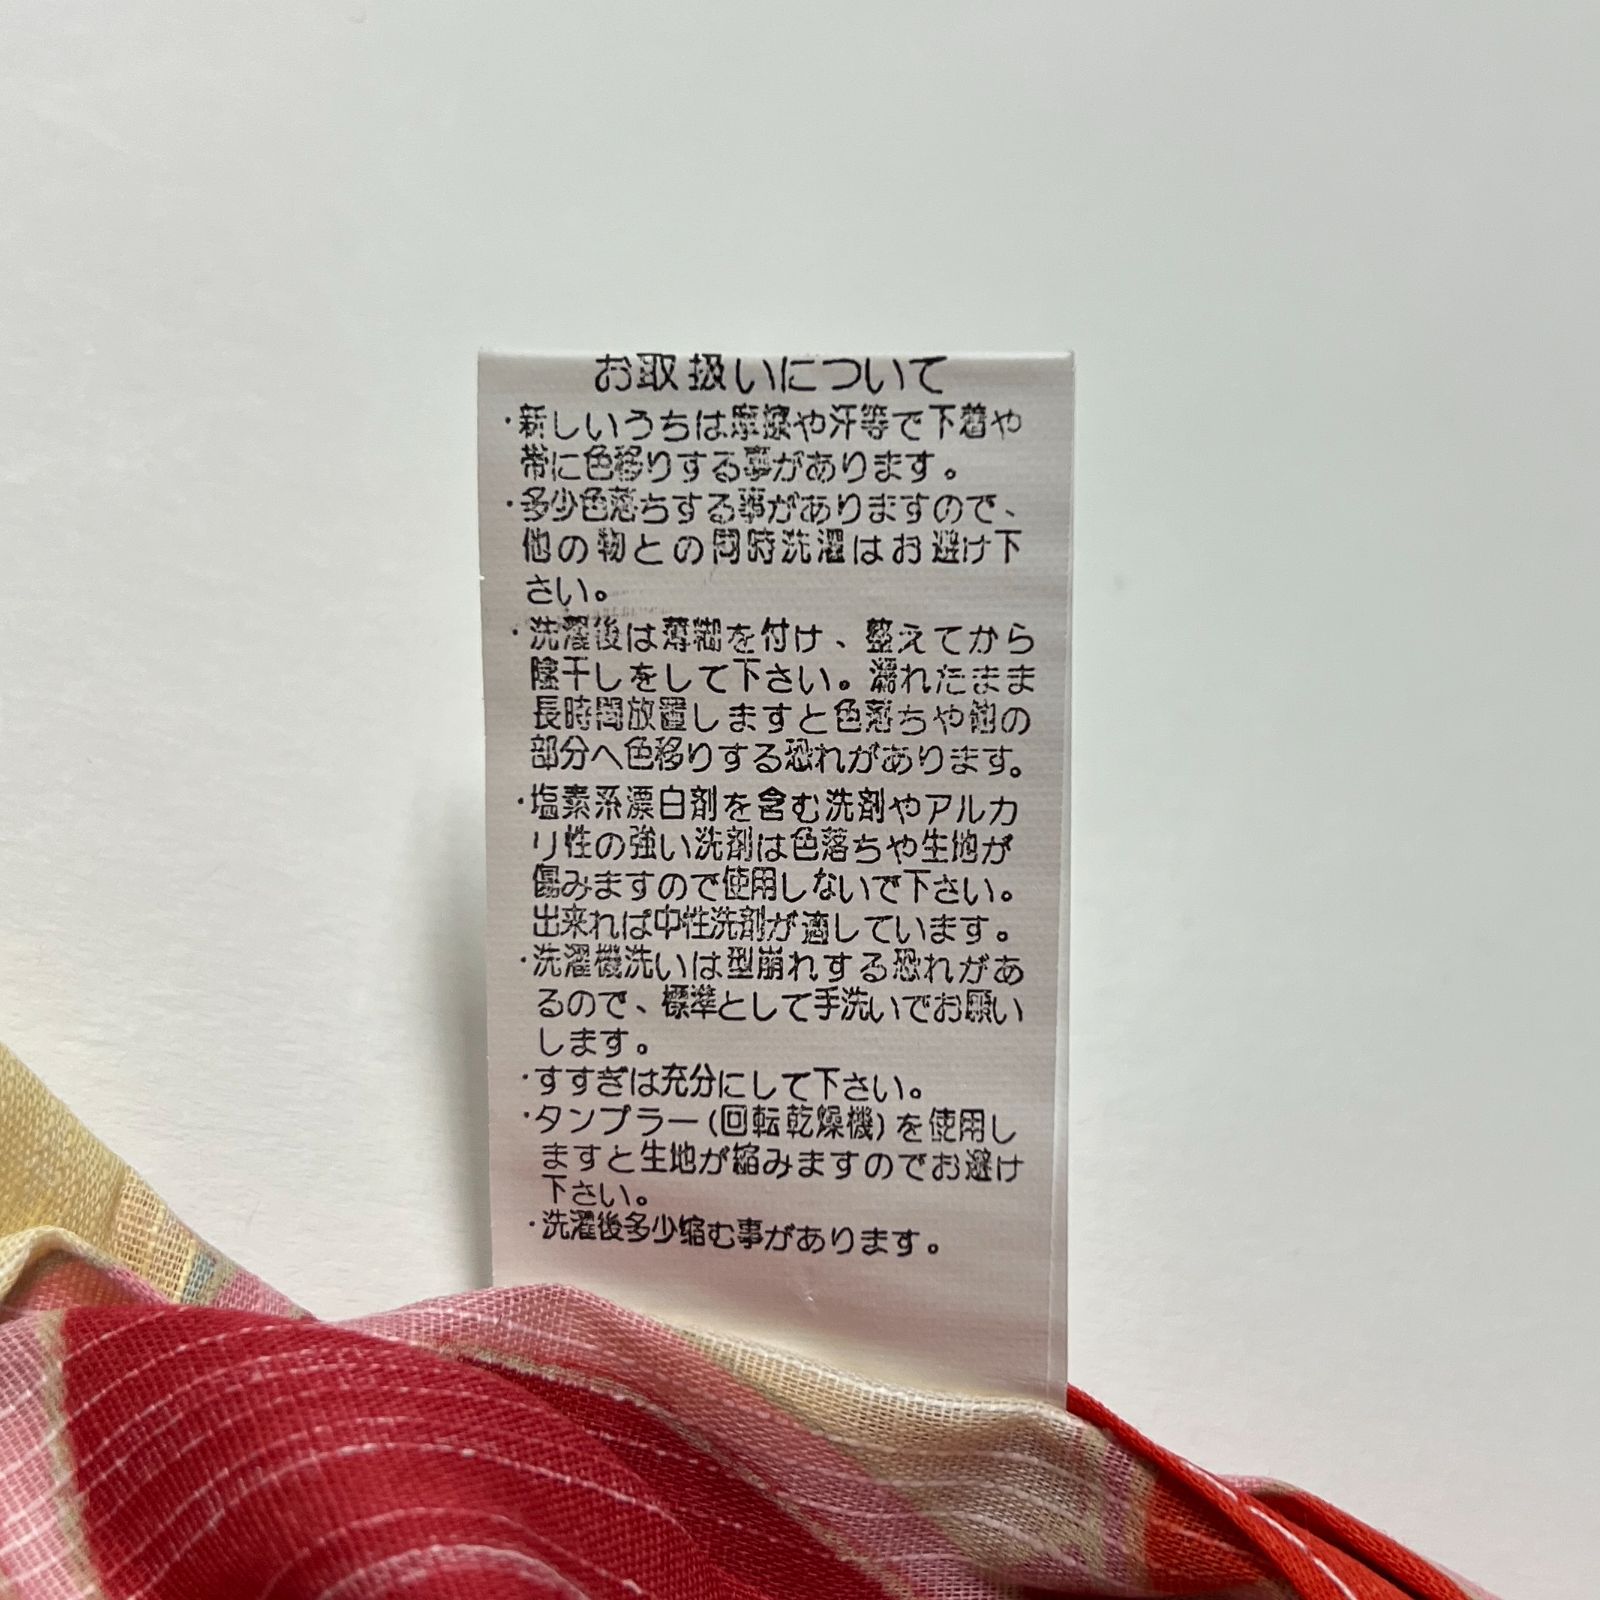 お取扱いについて
・新しいうちは摩擦や汗等で下着や
帯に色移りする事があります。
・多少色落ちする事がありますので、
他の物との同時洗濯はお避け下
さい。
・洗濯後は薄糊を付け、整えてから
陰干しをして下さい。濡れたまま
長時間放置しますと色落ちや他の
部分へ色移りする恐れがあります。
・塩素系漂白剤を含む洗剤やアルカ
リ性の強い洗剤は色落ちや生地が
傷みますので使用しないで下さい。
出来れば中性洗剤が適しています。
・洗濯機洗いは型崩れする恐れがあ
るので、標準として手洗いでお願い
します。
・すすぎは充分にして下さい。
・タンブラー(回転乾燥機)を使用し
ますと生地が縮みますのでお避け
下さい。
・洗濯後多少縮む事があります。